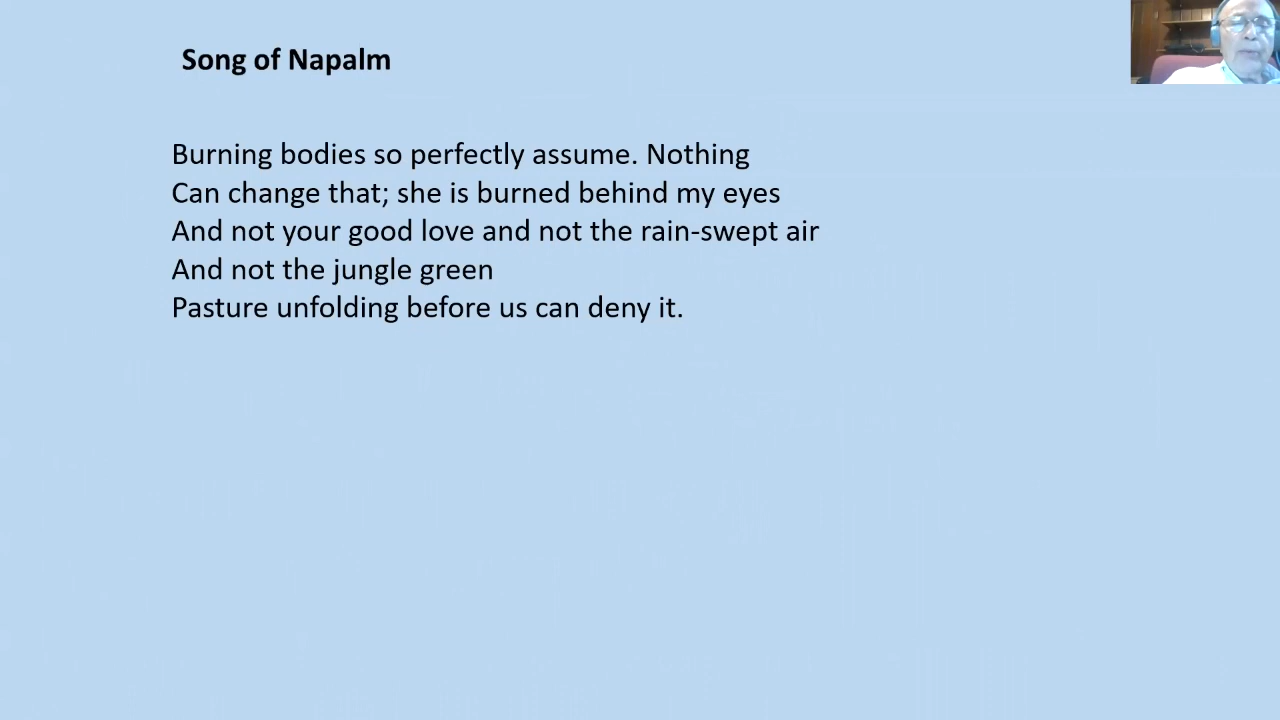 Song of Napalm
Burning bodies so perfectly assume. Nothing
Can change that; she is burned behind my eyes
And not your good love and not the rain-swept air
And not the jungle green
Pasture unfolding before us can deny it.